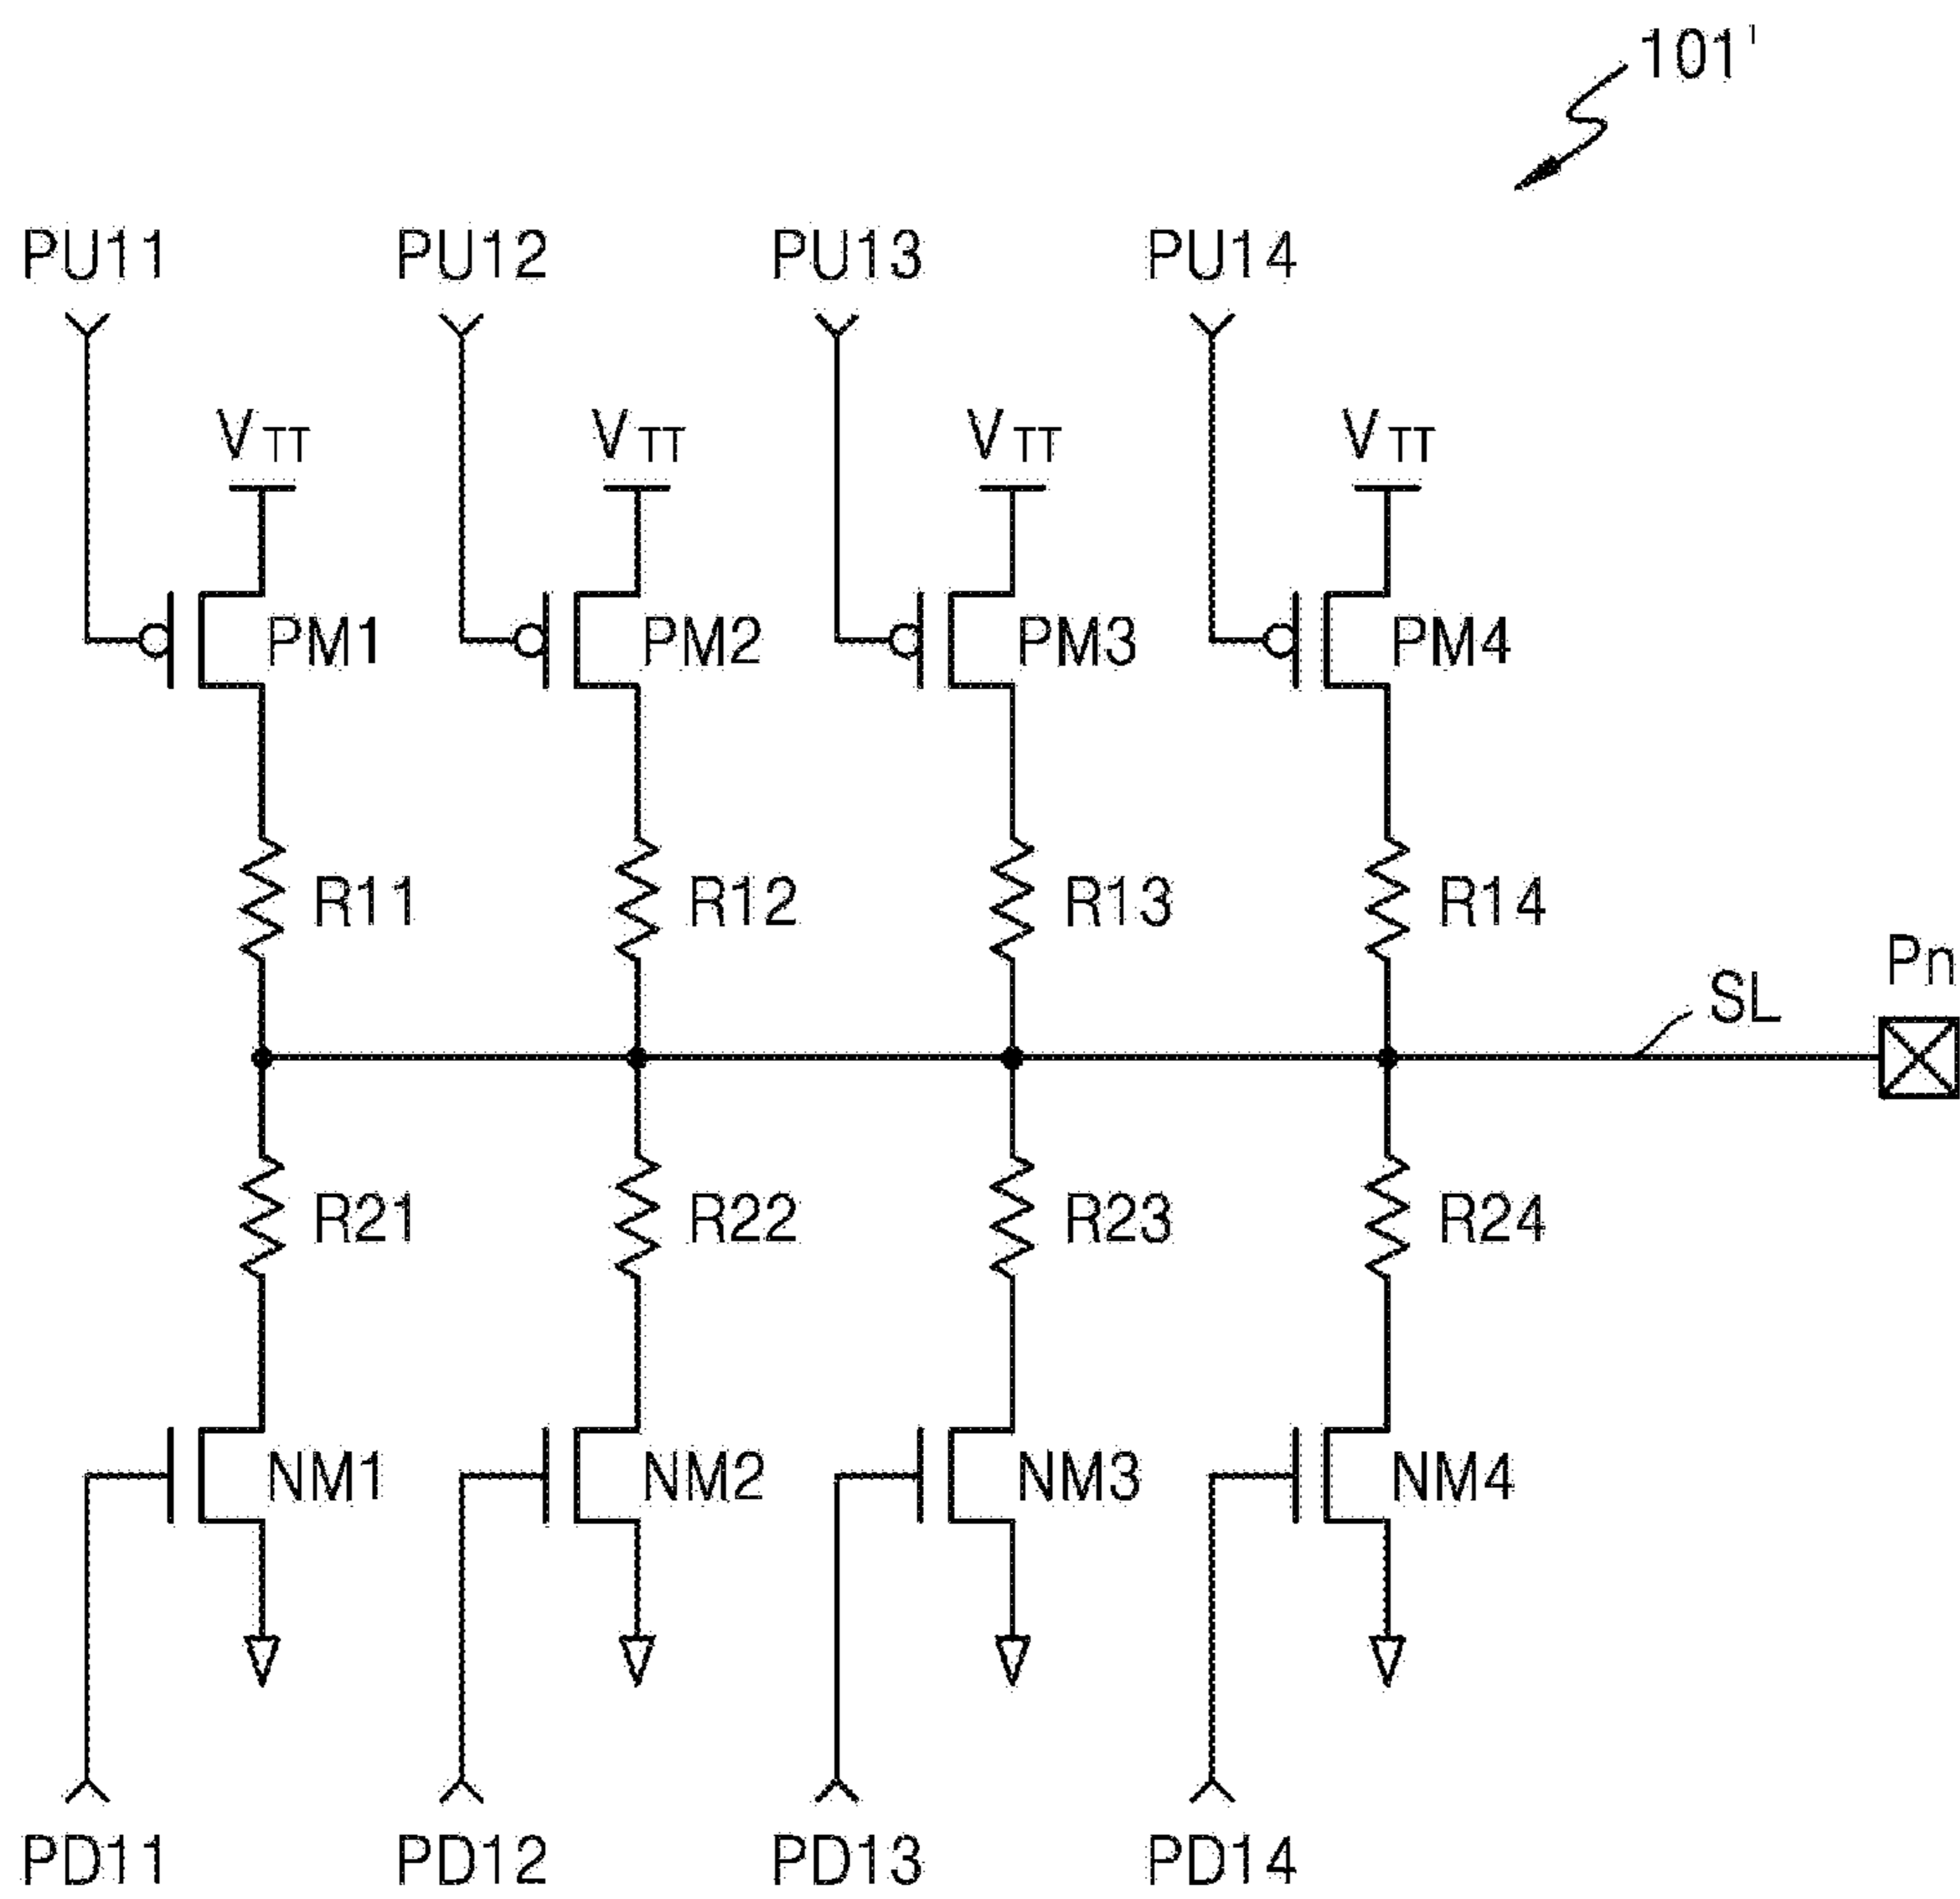 101'
PU11 PU12 PU13 PU14
VTT VTT VTT VTT
PM1 PM2 PM3 PM4
R11 R12 R13 R14
Pn
SL
R21 R22 R23 R24
NM1 NM2 NM3 NM4
PD11 PD12 PD13 PD14